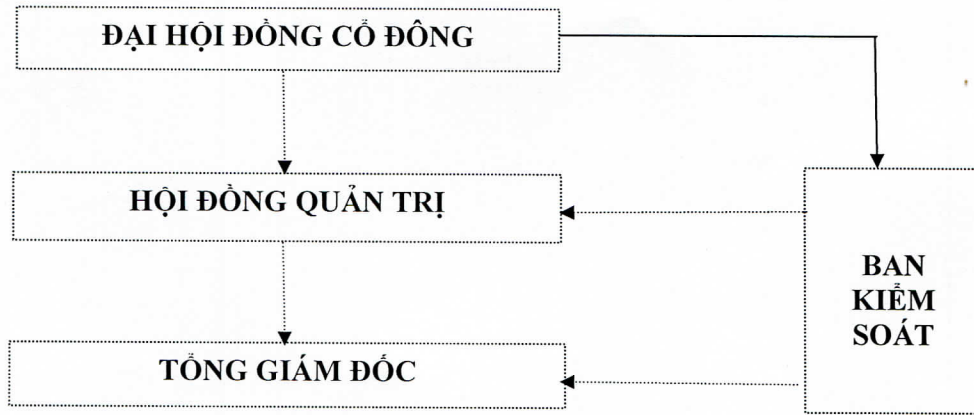 ĐẠI HỘI ĐỒNG CỔ ĐÔNG
HỘI ĐỒNG QUẢN TRỊ
BAN
KIỂM
SOÁT
TỔNG GIÁM ĐỐC